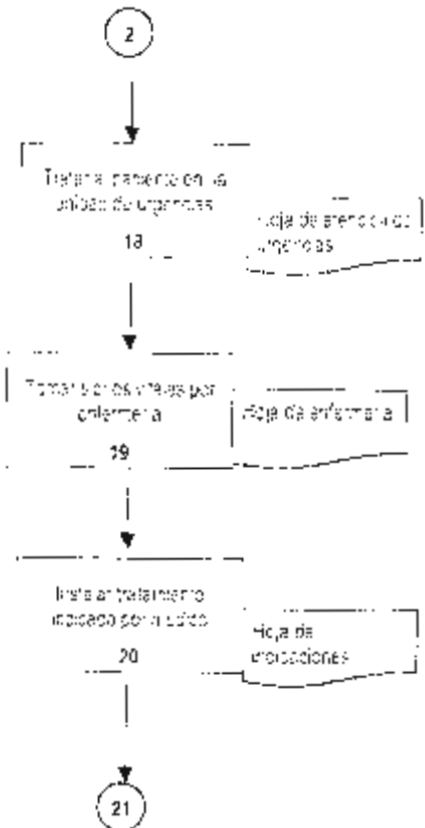 2
Tratar al paciente en la
unidad de urgencias
18
Hoja de atención de
urgencias
Tomar signos vitales por
enfermería
19
Hoja de enfermería
Instalar tratamiento
indicado por médico
20
Hoja de
indicaciones
21